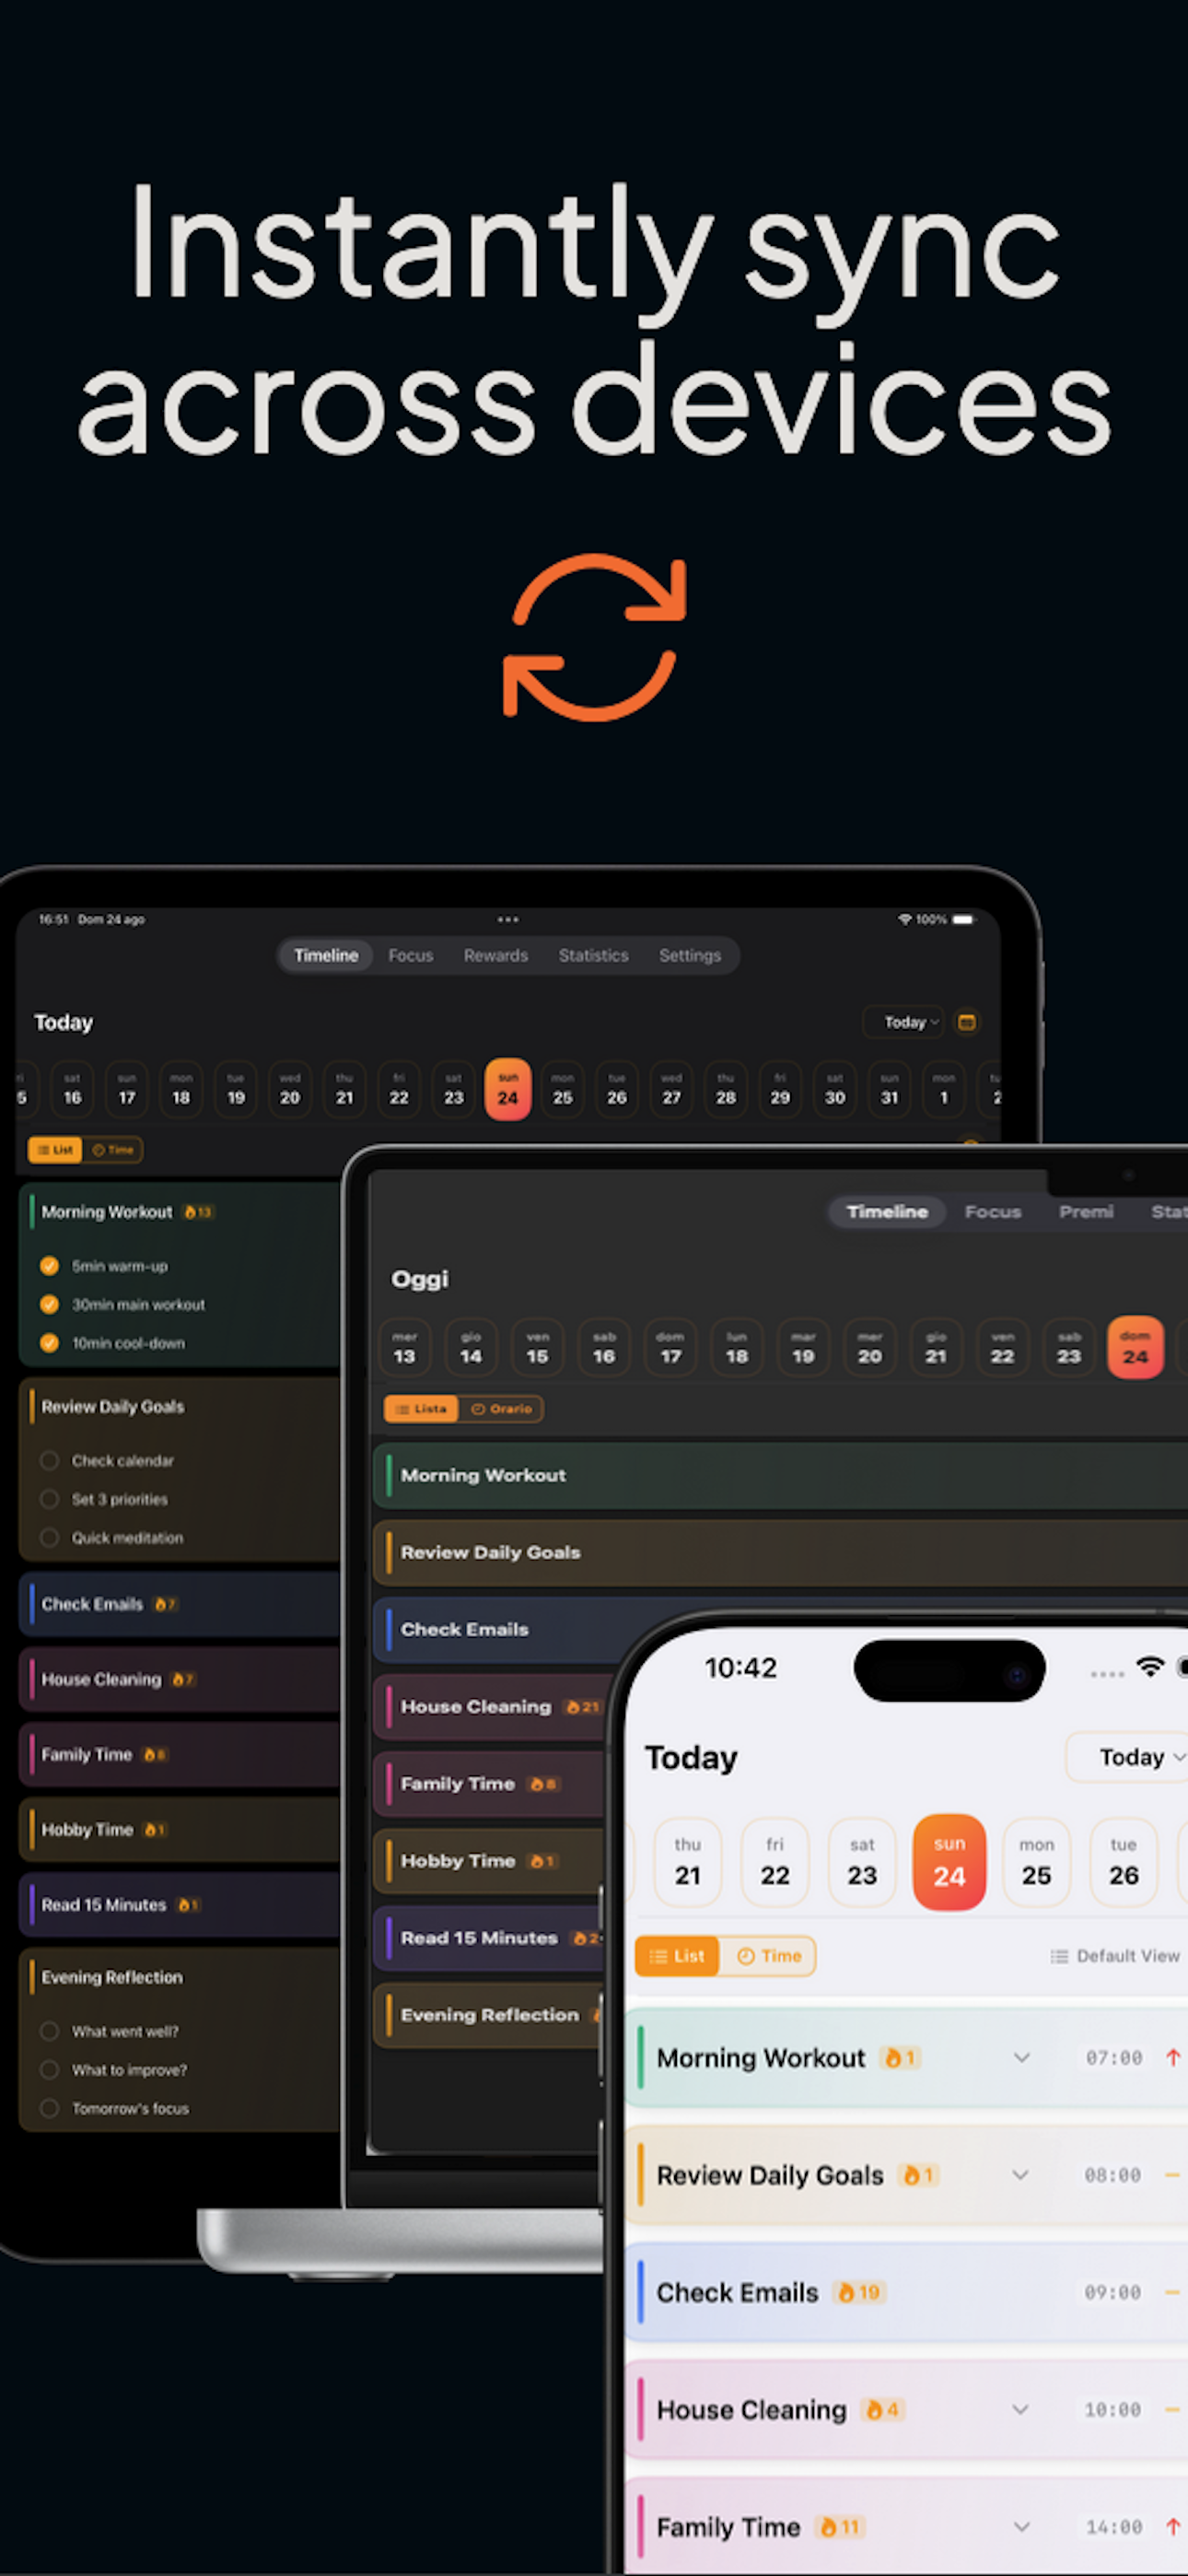 Instantly sync
across devices
16:51 Dom 24 ago
100%
Timeline Focus Rewards Statistics Settings
Today
Today
sat sun mon tue wed thu fri sat sun mon tue wed thu fri sat sun mon
5 16 17 18 19 20 21 22 23 24 25 26 27 28 29 30 31 1 2
List Time
Morning Workout 13
5min warm-up
30min main workout
10min cool-down
Review Daily Goals
Check calendar
Set 3 priorities
Quick meditation
Check Emails 7
House Cleaning 7
Family Time 8
Hobby Time 1
Read 15 Minutes 1
Evening Reflection
What went well?
What to improve?
Tomorrow's focus
Timeline Focus Premi Stat
Oggi
mer gio ven sab dom lun mar mer gio ven sab dom
13 14 15 16 17 18 19 20 21 22 23 24
Lista Orario
Morning Workout
Review Daily Goals
Check Emails
House Cleaning 21
Family Time 8
Hobby Time 1
Read 15 Minutes 2
Evening Reflection
10:42
Today
Today
thu fri sat sun mon tue
21 22 23 24 25 26
List Time
Default View
Morning Workout 1 07:00
Review Daily Goals 1 08:00
Check Emails 19 09:00
House Cleaning 4 10:00
Family Time 11 14:00